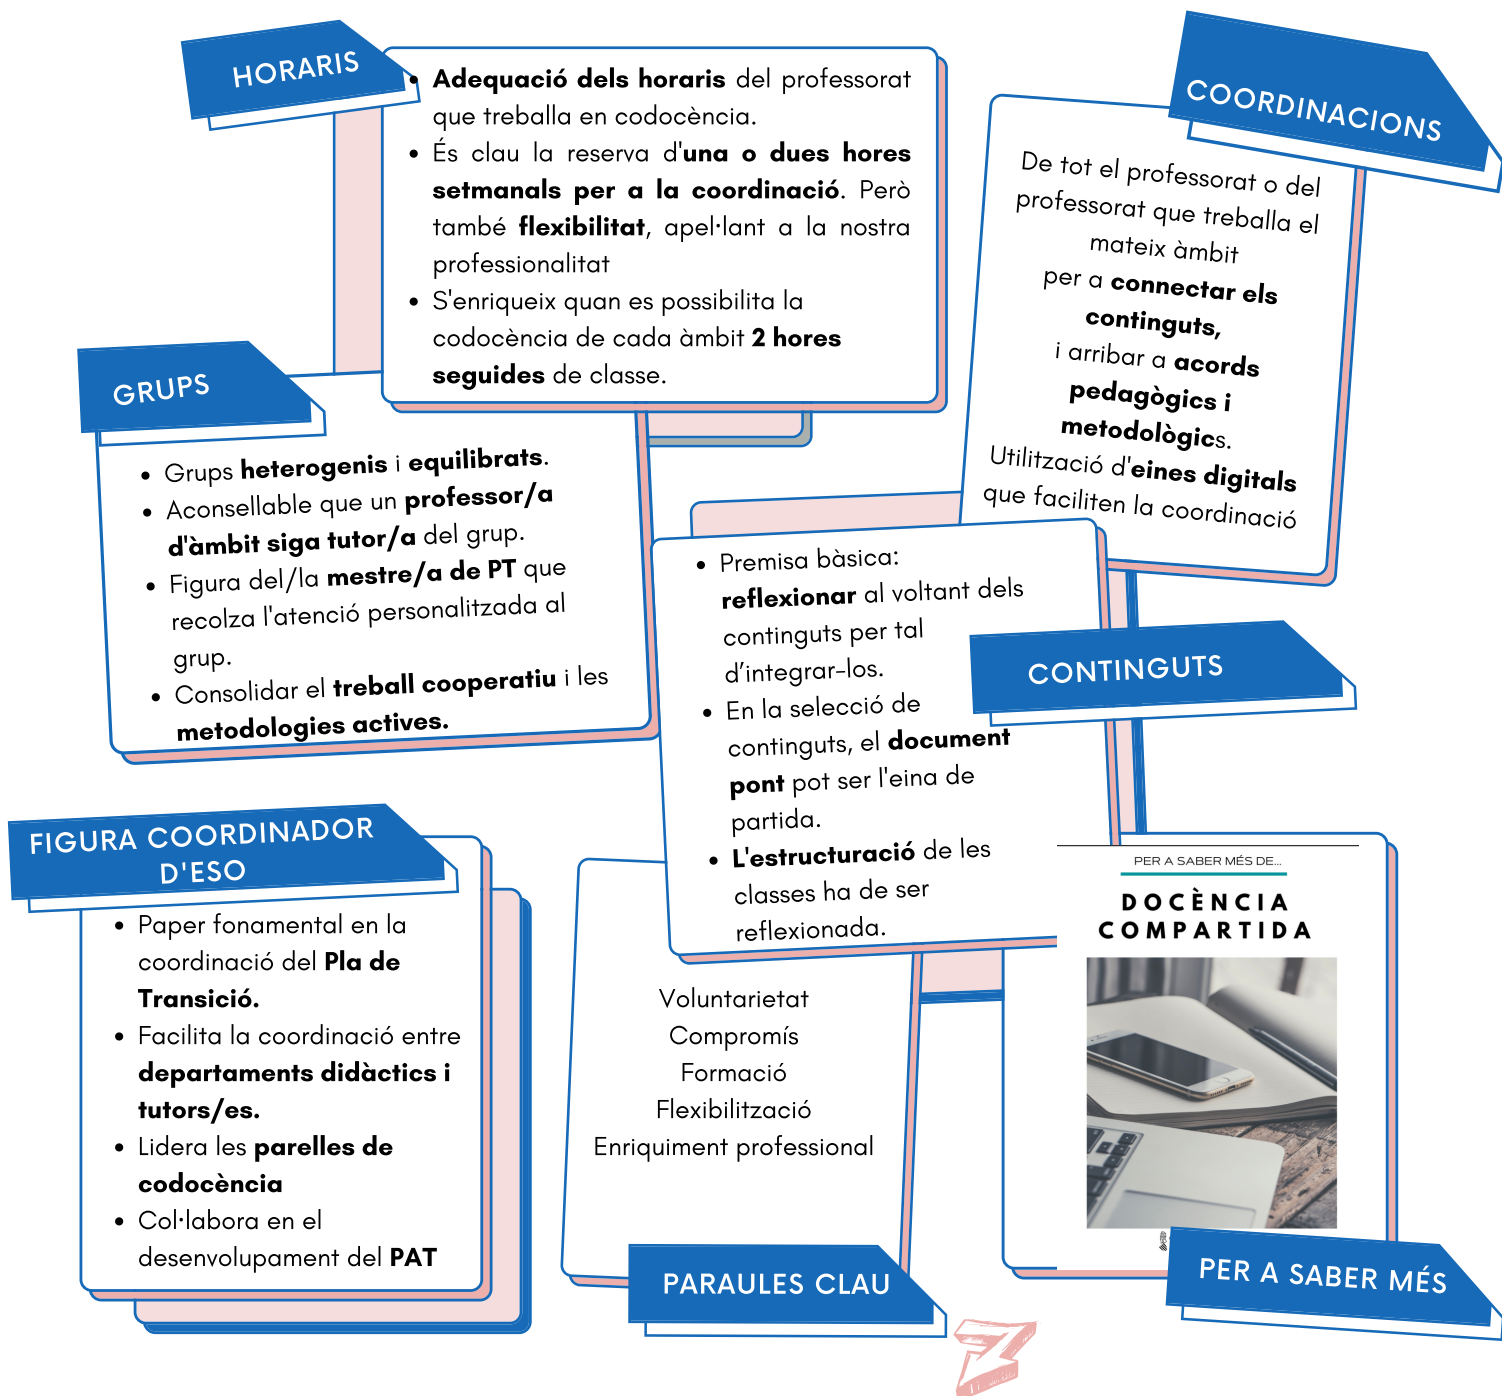 HORARIS
• Adequació dels horaris del professorat
que treballa en codocència.
• És clau la reserva d'una o dues hores
setmanals per a la coordinació. Però
també flexibilitat, apel·lant a la nostra
professionalitat
• S'enriqueix quan es possibilita la
codocència de cada àmbit 2 hores
seguides de classe.
COORDINACIONS
De tot el professorat o del
professorat que treballa el
mateix àmbit
per a connectar els
continguts,
i arribar a acords
pedagògics i
metodològics.
Utilització d'eines digitals
que faciliten la coordinació
GRUPS
• Grups heterogenis i equilibrats.
• Aconsellable que un professor/a
d'àmbit siga tutor/a del grup.
• Figura del/la mestre/a de PT que
recolza l'atenció personalitzada al
grup.
• Consolidar el treball cooperatiu i les
metodologies actives.
CONTINGUTS
• Premisa bàsica:
reflexionar al voltant dels
continguts per tal
d’integrar-los.
• En la selecció de
continguts, el document
pont pot ser l'eina de
partida.
• L'estructuració de les
classes ha de ser
reflexionada.
FIGURA COORDINADOR
D'ESO
• Paper fonamental en la
coordinació del Pla de
Transició.
• Facilita la coordinació entre
departaments didàctics i
tutors/es.
• Lidera les parelles de
codocència
• Col·labora en el
desenvolupament del PAT
Voluntarietat
Compromís
Formació
Flexibilització
Enriquiment professional
PARAULES CLAU
PER A SABER MÉS DE...
DOCÈNCIA
COMPARTIDA
PER A SABER MÉS
Z